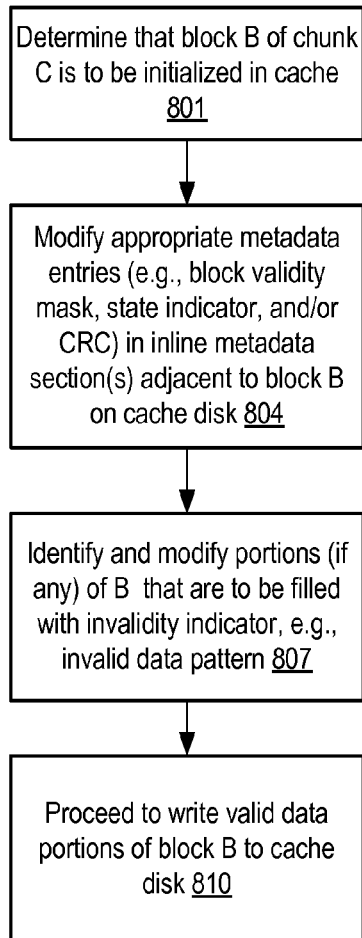 Determine that block B of chunk
C is to be initialized in cache
801
Modify appropriate metadata
entries (e.g., block validity
mask, state indicator, and/or
CRC) in inline metadata
section(s) adjacent to block B
on cache disk 804
Identify and modify portions (if
any) of B that are to be filled
with invalidity indicator, e.g.,
invalid data pattern 807
Proceed to write valid data
portions of block B to cache
disk 810